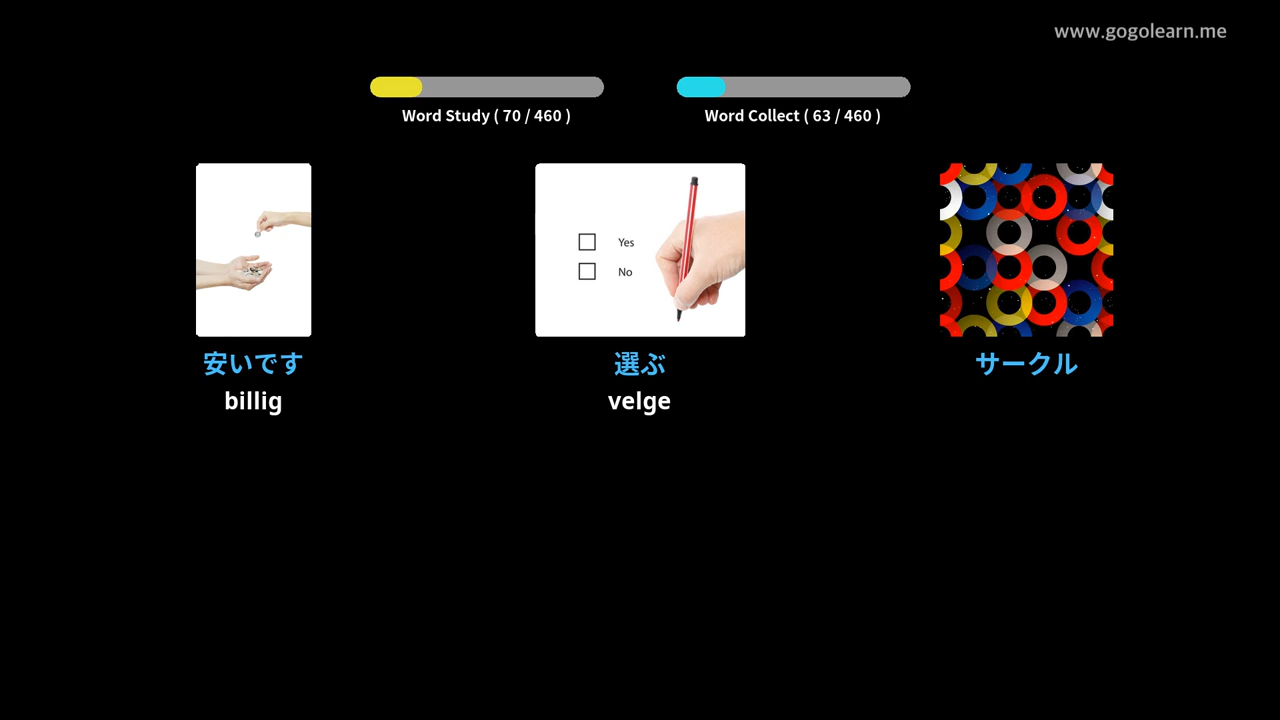 www.gogolearn.me
Word Study ( 70 / 460 )
Word Collect ( 63 / 460 )
Yes
No
安いです
選ぶ
サークル
billig
velge